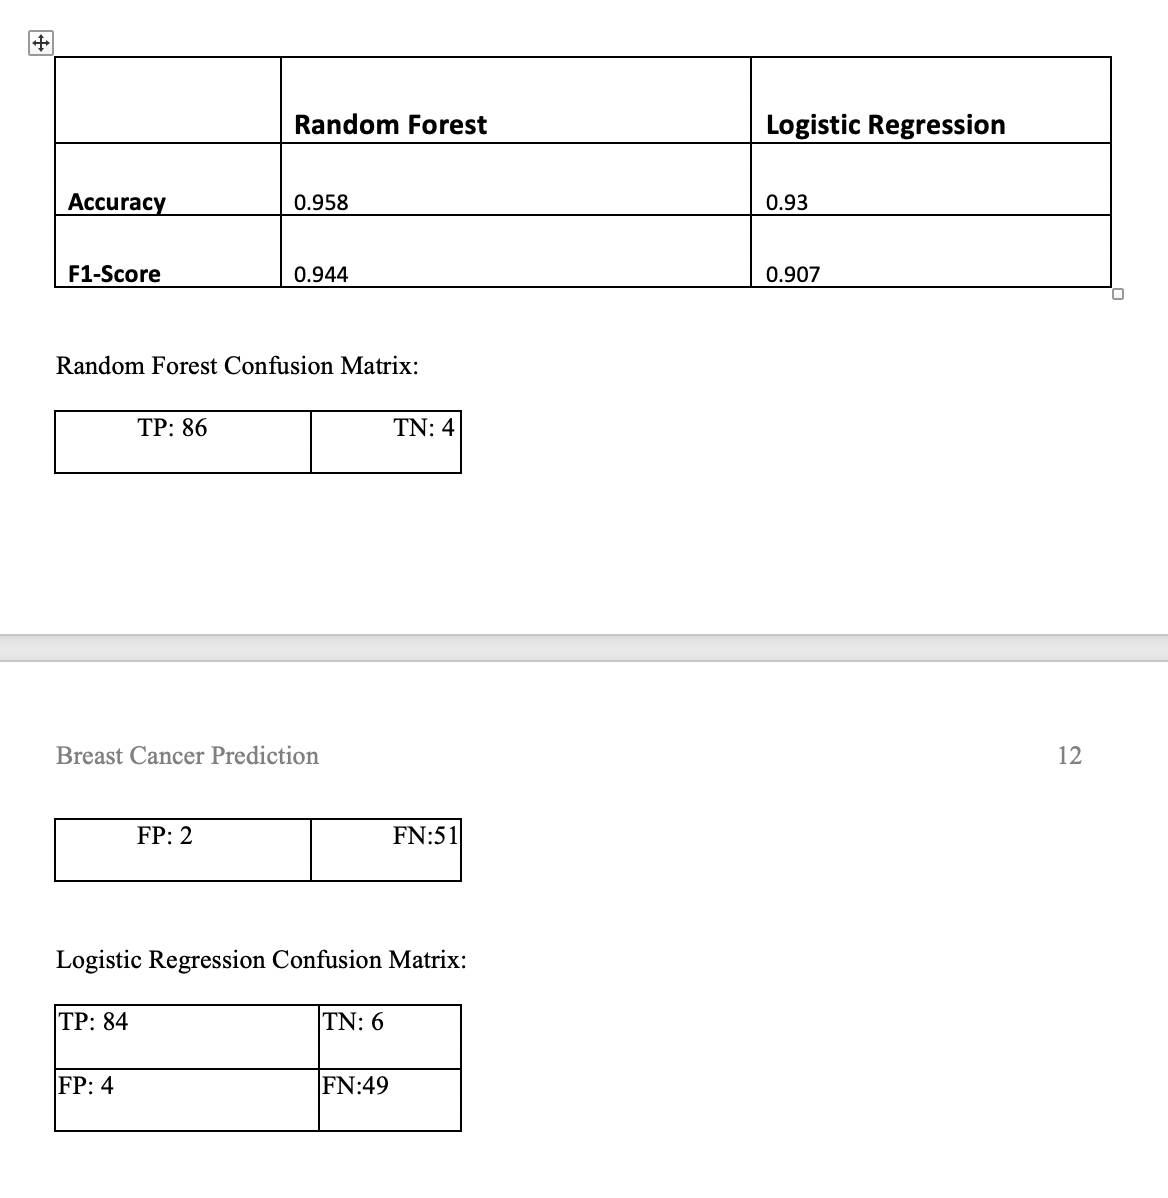 Random Forest Logistic Regression
Accuracy 0.958 0.93
F1-Score 0.944 0.907
Random Forest Confusion Matrix:
TP: 86 TN: 4
Breast Cancer Prediction 12
FP: 2 FN:51
Logistic Regression Confusion Matrix:
TP: 84 TN: 6
FP: 4 FN:49